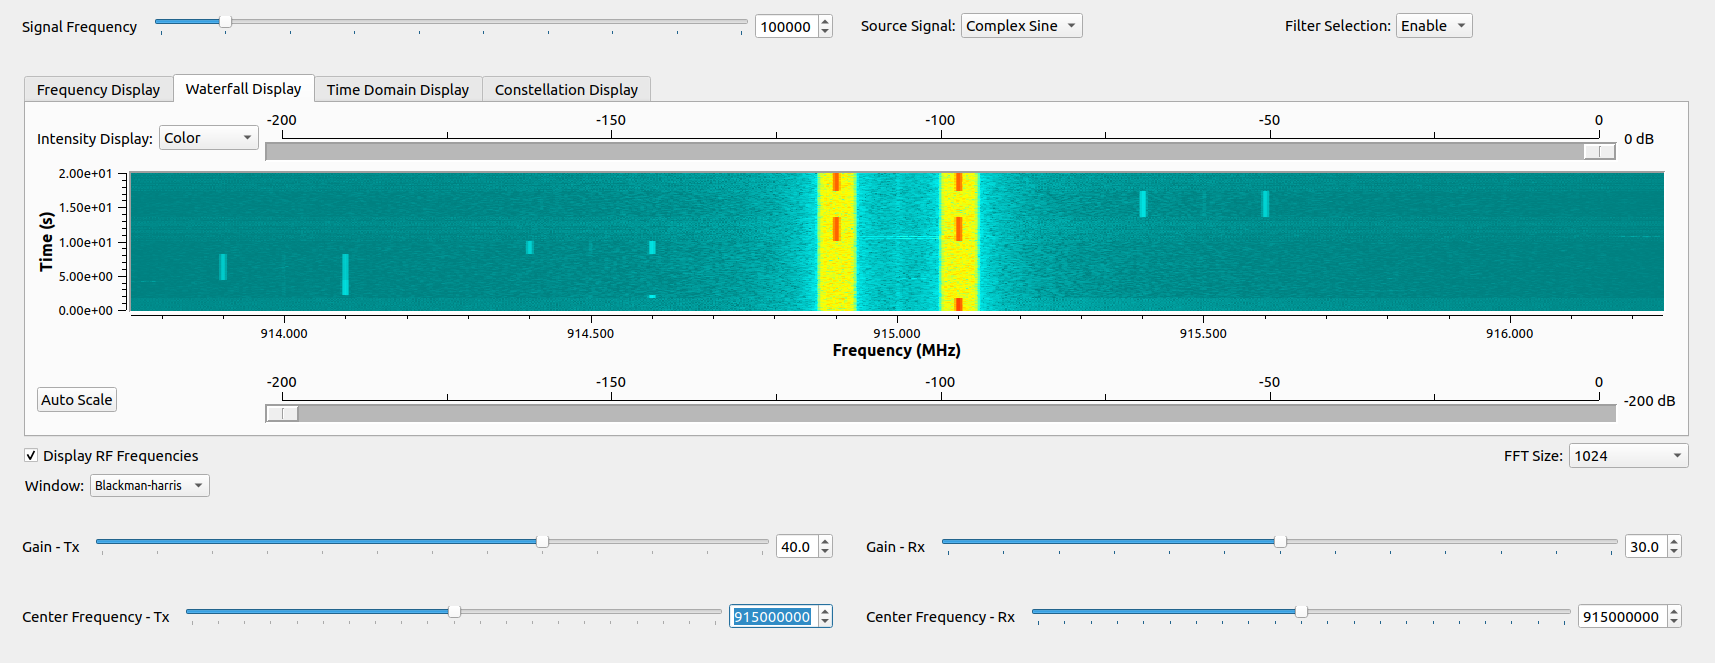 Signal Frequency 100000 Source Signal: Complex Sine Filter Selection: Enable
Frequency Display Waterfall Display Time Domain Display Constellation Display
-200 -150 -100 -50 0
Intensity Display: Color 0 dB
2.00e+01
1.50e+01
1.00e+01
5.00e+00
0.00e+00
Time (s)
914.000 914.500 915.000 915.500 916.000
Frequency (MHz)
-200 -150 -100 -50 0
Auto Scale -200 dB
Display RF Frequencies FFT Size: 1024
Window: Blackman-harris
Gain - Tx 40.0 Gain - Rx 30.0
Center Frequency - Tx 915000000 Center Frequency - Rx 915000000